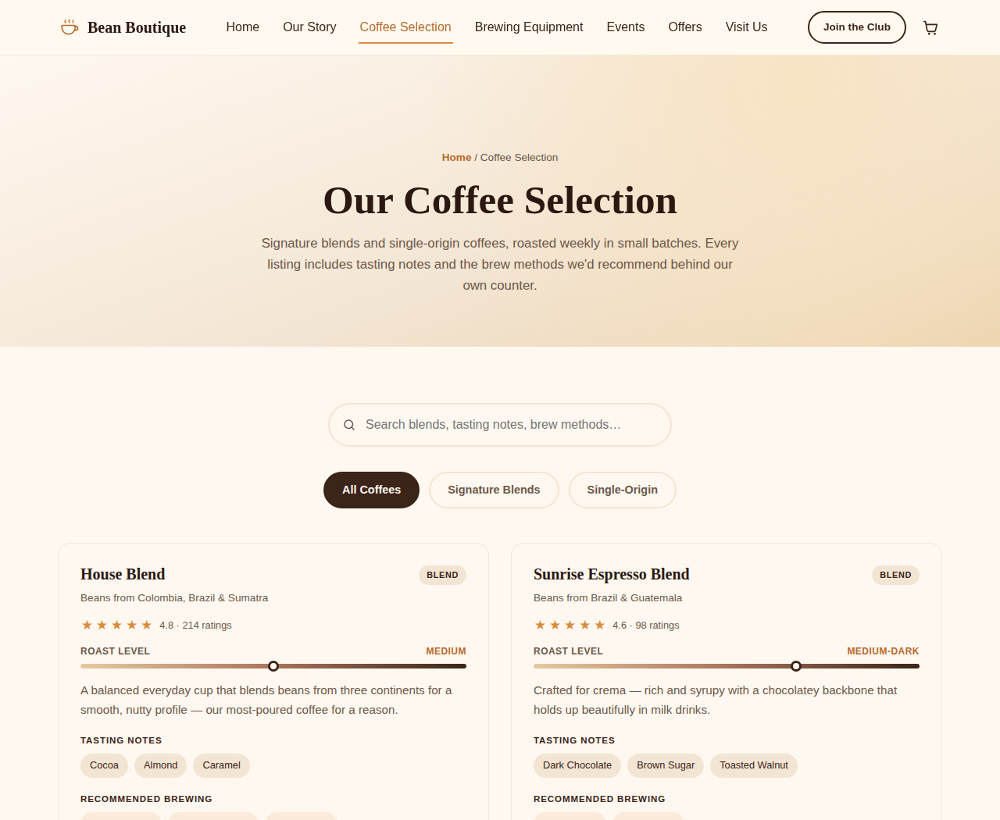 Bean Boutique
Home
Our Story
Coffee Selection
Brewing Equipment
Events
Offers
Visit Us
Join the Club
Home / Coffee Selection
Our Coffee Selection
Signature blends and single-origin coffees, roasted weekly in small batches. Every
listing includes tasting notes and the brew methods we'd recommend behind our
own counter.
Search blends, tasting notes, brew methods…
All Coffees
Signature Blends
Single-Origin
House Blend
BLEND
Beans from Colombia, Brazil & Sumatra
★★★★★ 4.8 · 214 ratings
ROAST LEVEL
MEDIUM
A balanced everyday cup that blends beans from three continents for a
smooth, nutty profile — our most-poured coffee for a reason.
TASTING NOTES
Cocoa
Almond
Caramel
RECOMMENDED BREWING
Sunrise Espresso Blend
BLEND
Beans from Brazil & Guatemala
★★★★★ 4.6 · 98 ratings
ROAST LEVEL
MEDIUM-DARK
Crafted for crema — rich and syrupy with a chocolatey backbone that
holds up beautifully in milk drinks.
TASTING NOTES
Dark Chocolate
Brown Sugar
Toasted Walnut
RECOMMENDED BREWING